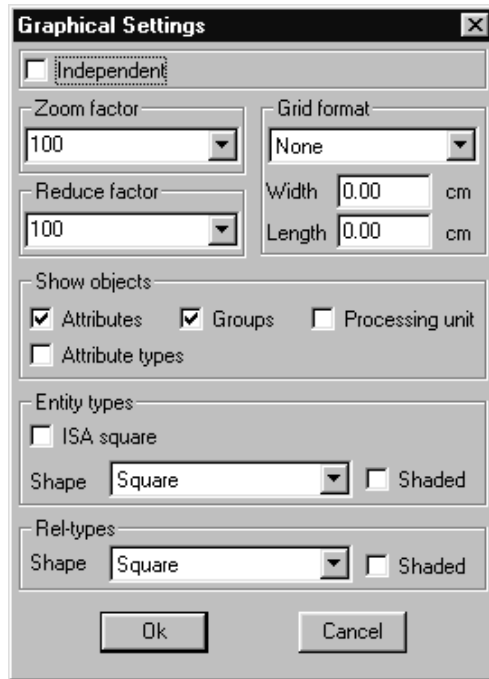 Graphical Settings
Independent
Zoom factor
100
Reduce factor
100
Grid format
None
Width 0.00 cm
Length 0.00 cm
Show objects
Attributes Groups Processing unit
Attribute types
Entity types
ISA square
Shape Square Shaded
Rel-types
Shape Square Shaded
Ok Cancel